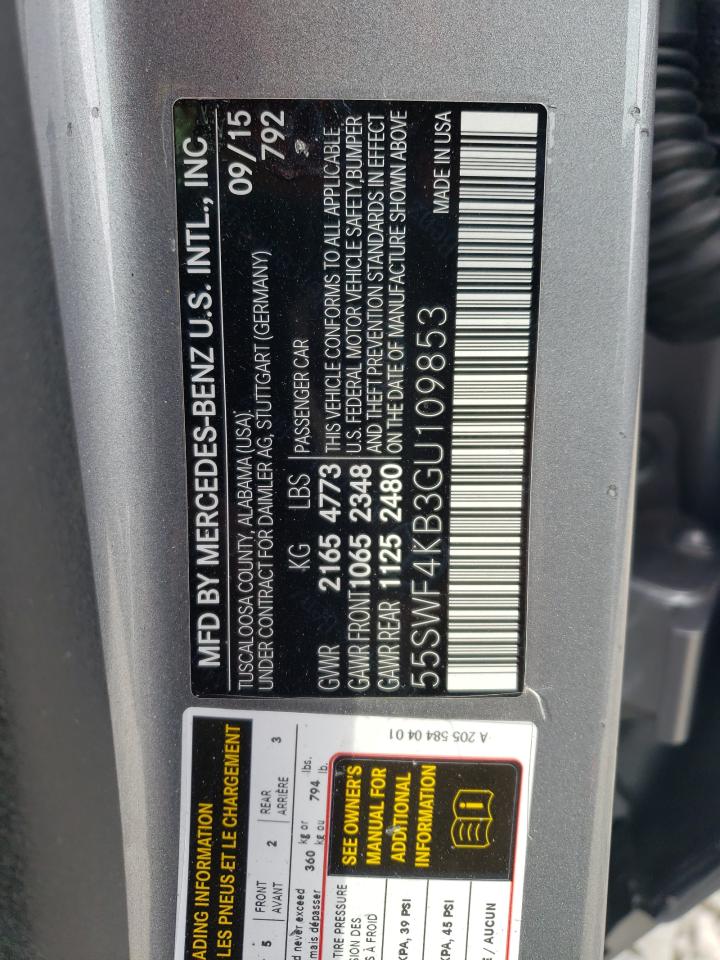 MFD BY MERCEDES-BENZ U.S. INTL., INC
TUSCALOOSA COUNTY, ALABAMA (USA).
UNDER CONTRACT FOR DAIMLER AG, STUTTGART (GERMANY)
09/15
792
KG LBS PASSENGER CAR
GWR 2165 4773
GAWR FRONT 1065 2348
GAWR REAR 1125 2480
THIS VEHICLE CONFORMS TO ALL APPLICABLE
U.S. FEDERAL MOTOR VEHICLE SAFETY, BUMPER
AND THEFT PREVENTION STANDARDS IN EFFECT
ON THE DATE OF MANUFACTURE SHOWN ABOVE
55SWF4KB3GU109853
MADE IN USA
ADING INFORMATION
LES PNEUS ET LE CHARGEMENT
5 FRONT 2 REAR 3
AVANT ARRIÈRE
d never exceed 360 kg or 794 lbs.
mais dépasser kg ou lb.
TIRE PRESSURE
SION DES
S À FROID
KPA, 39 PSI
KPA, 45 PSI
/ AUCUN
SEE OWNER'S
MANUAL FOR
ADDITIONAL
INFORMATION
A 205 584 04 01